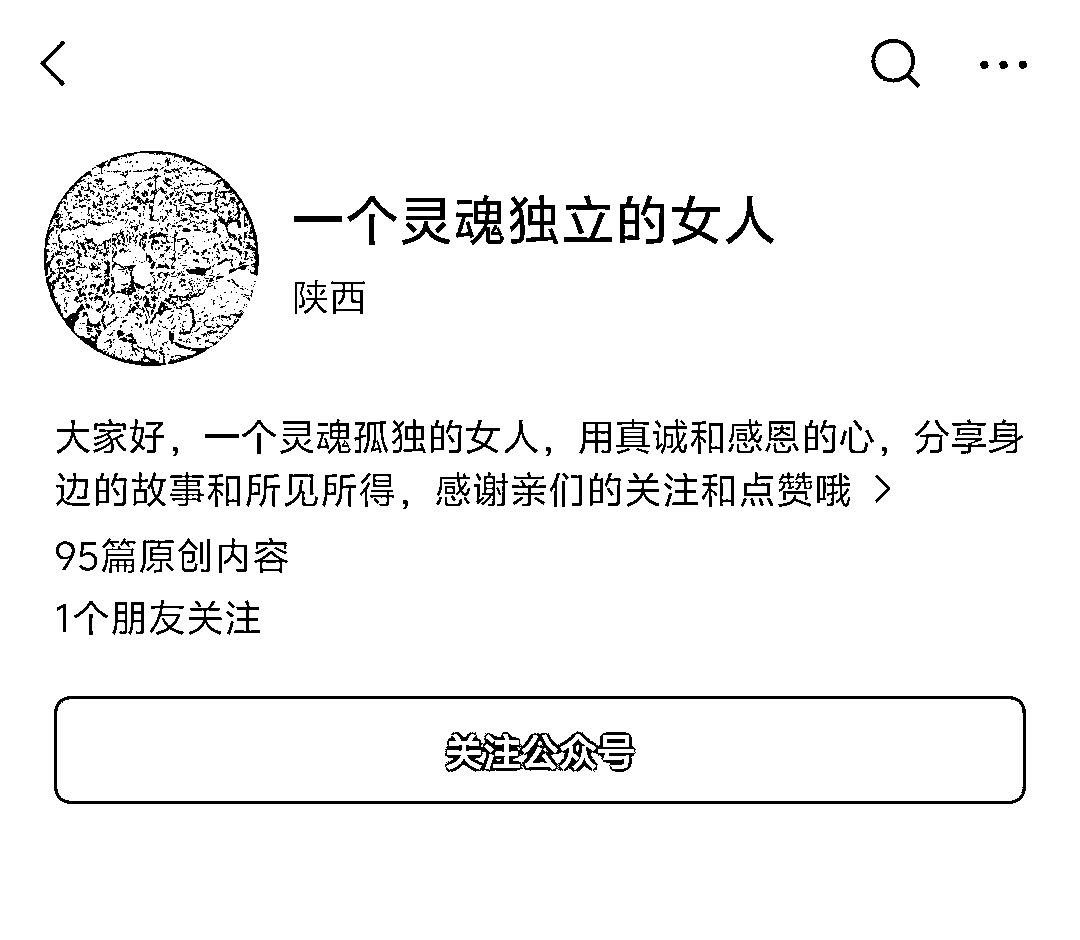 一个灵魂独立的女人
陕西
大家好，一个灵魂孤独的女人，用真诚和感恩的心，分享身
边的故事和所见所得，感谢亲们的关注和点赞哦
95篇原创内容
1个朋友关注
关注公众号